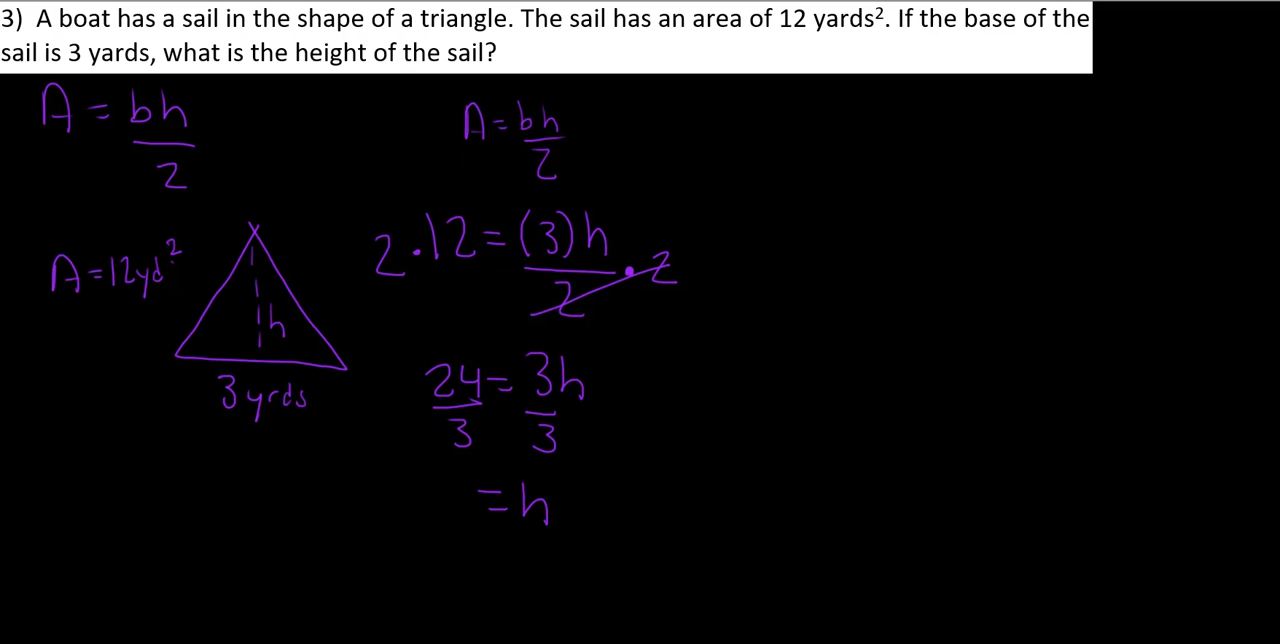 3) A boat has a sail in the shape of a triangle. The sail has an area of 12 yards². If the base of the
sail is 3 yards, what is the height of the sail?
A = bh
2
A = 12yd.²
h
3 yrds
A = bh
2
2 · 12 = (3)h
2 · 2
24 = 3h
3 3
= h